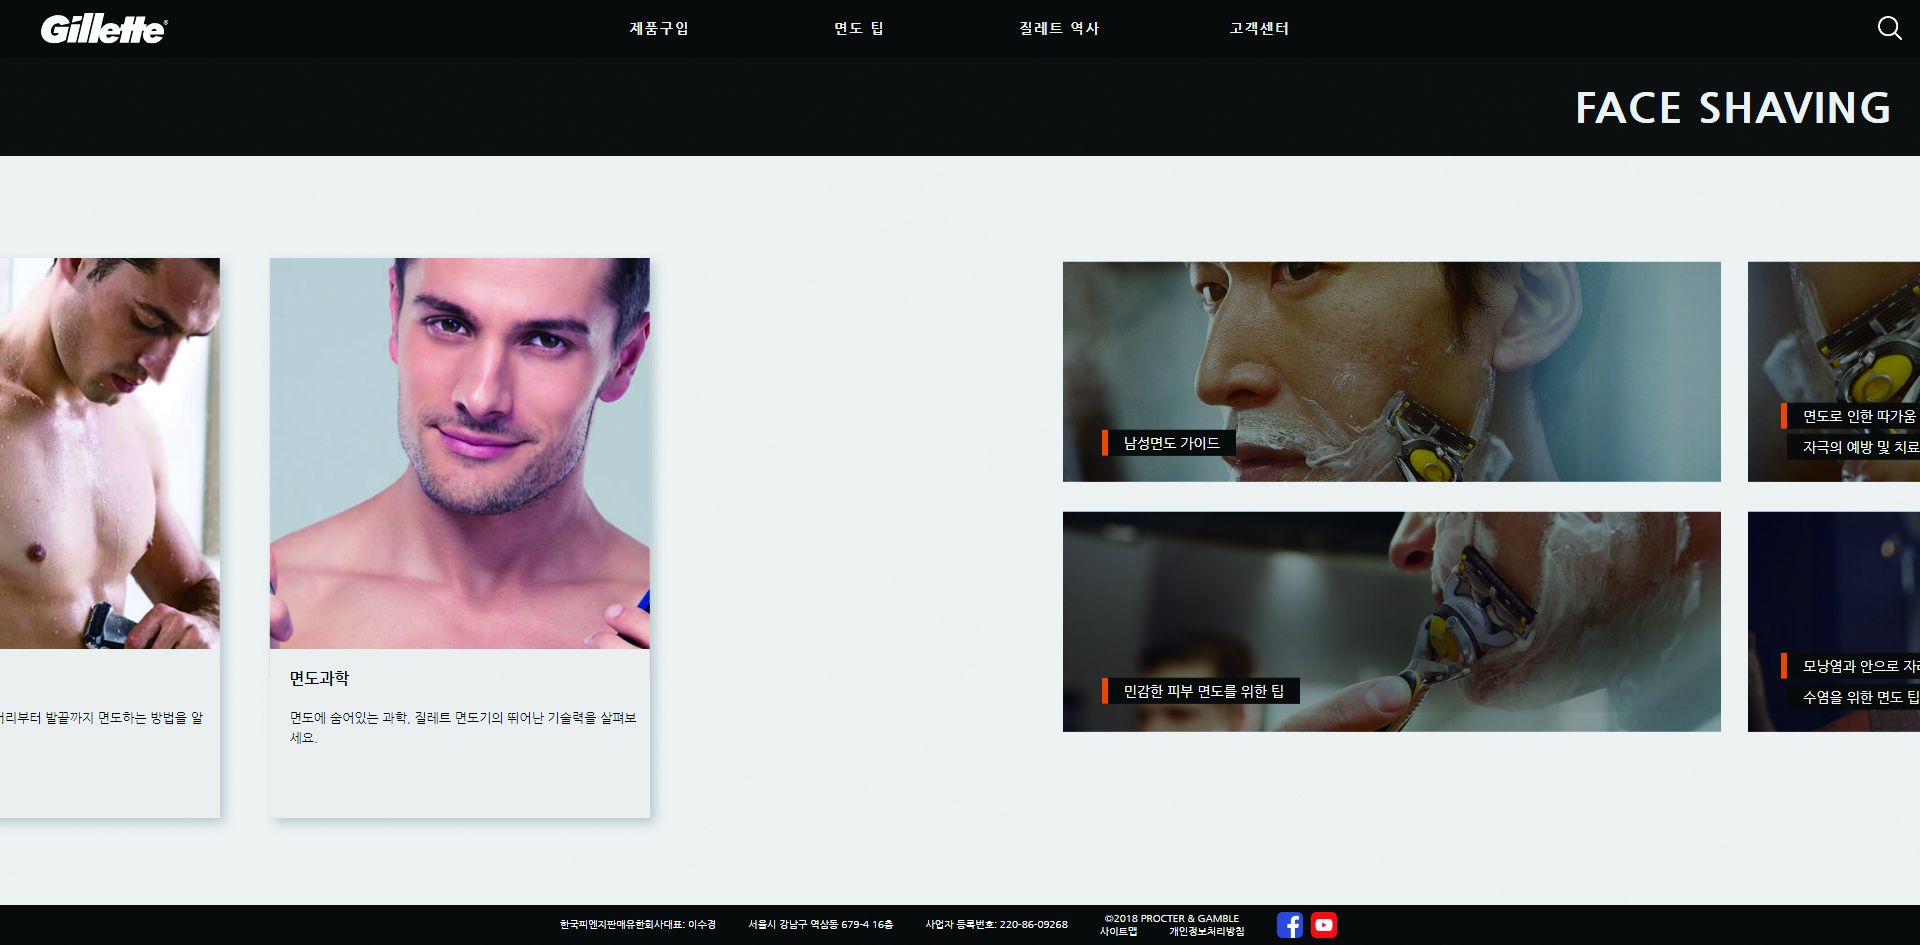 Gillette
제품구입
면도 팁
질레트 역사
고객센터
FACE SHAVING
리부터 발끝까지 면도하는 방법을 알
면도과학
면도에 숨어있는 과학, 질레트 면도기의 뛰어난 기술력을 살펴보
세요.
남성면도 가이드
면도로 인한 따가움
자극의 예방 및 치료
민감한 피부 면도를 위한 팁
모낭염과 안으로 자라
수염을 위한 면도 팁
한국피엔지판매유한회사대표: 이수경
서울시 강남구 역삼동 679-4 16층
사업자 등록번호: 220-86-09268
©2018 PROCTER & GAMBLE
사이트맵 개인정보처리방침